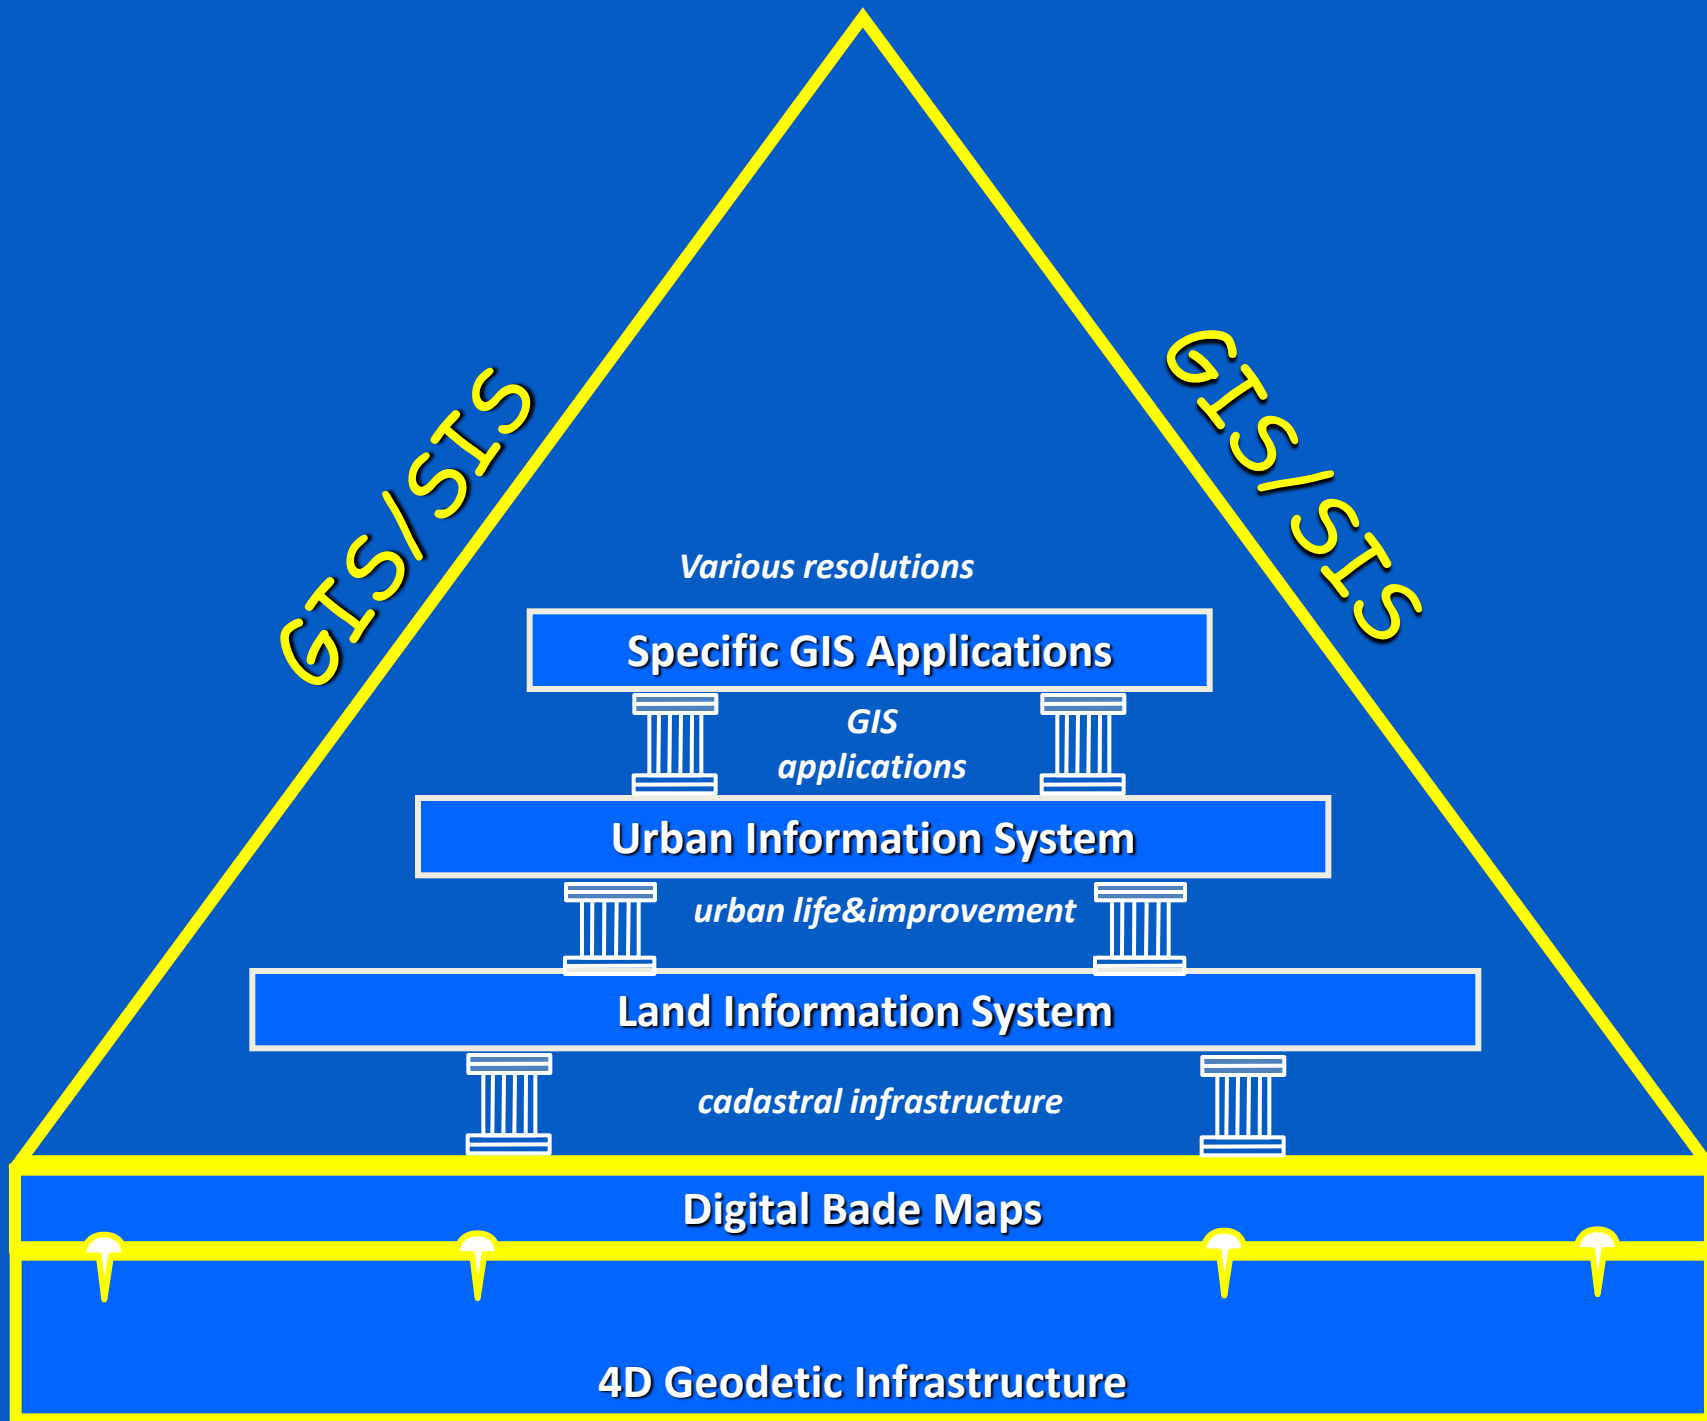 GIS/SIS
GIS/SIS
Various resolutions
Specific GIS Applications
GIS
applications
Urban Information System
urban life&improvement
Land Information System
cadastral infrastructure
Digital Bade Maps
4D Geodetic Infrastructure